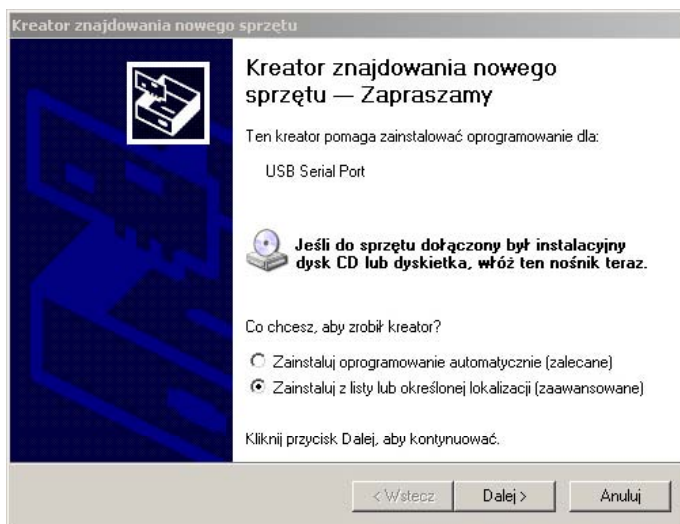 Kreator znajdowania nowego sprzętu
Kreator znajdowania nowego
sprzętu — Zapraszamy
Ten kreator pomaga zainstalować oprogramowanie dla:
USB Serial Port
Jeśli do sprzętu dołączony był instalacyjny
dysk CD lub dyskietka, włóż ten nośnik teraz.
Co chcesz, aby zrobił kreator?
Zainstaluj oprogramowanie automatycznie (zalecane)
Zainstaluj z listy lub określonej lokalizacji (zaawansowane)
Kliknij przycisk Dalej, aby kontynuować.
< Wstecz Dalej > Anuluj